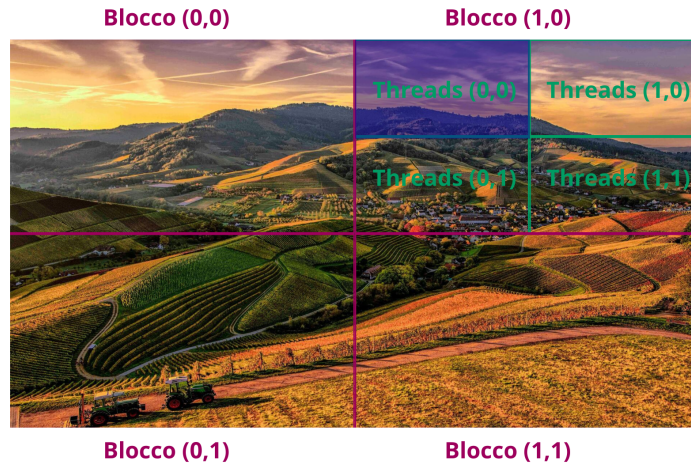 Blocco (0,0)
Blocco (1,0)
Threads (0,0)
Threads (1,0)
Threads (0,1)
Threads (1,1)
Blocco (0,1)
Blocco (1,1)